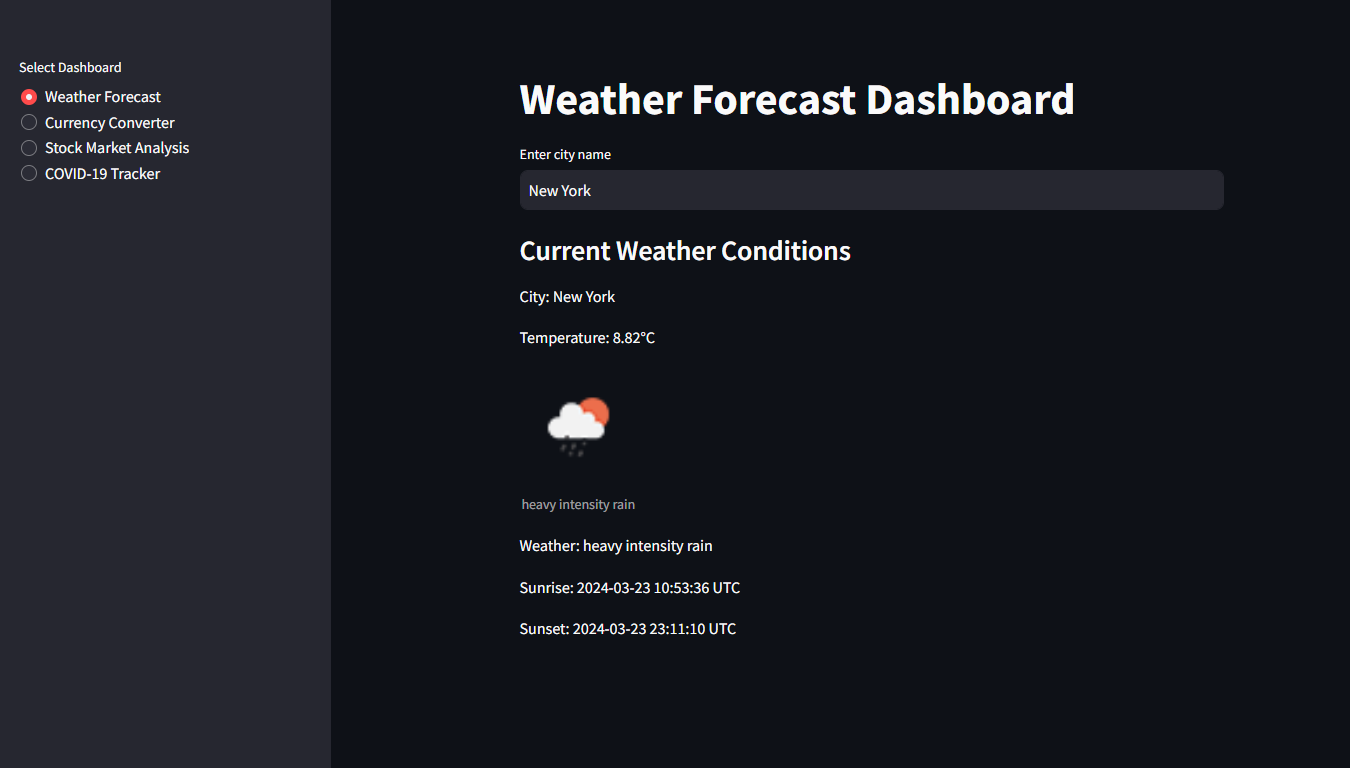 Select Dashboard
Weather Forecast
Currency Converter
Stock Market Analysis
COVID-19 Tracker
Weather Forecast Dashboard
Enter city name
New York
Current Weather Conditions
City: New York
Temperature: 8.82°C
heavy intensity rain
Weather: heavy intensity rain
Sunrise: 2024-03-23 10:53:36 UTC
Sunset: 2024-03-23 23:11:10 UTC